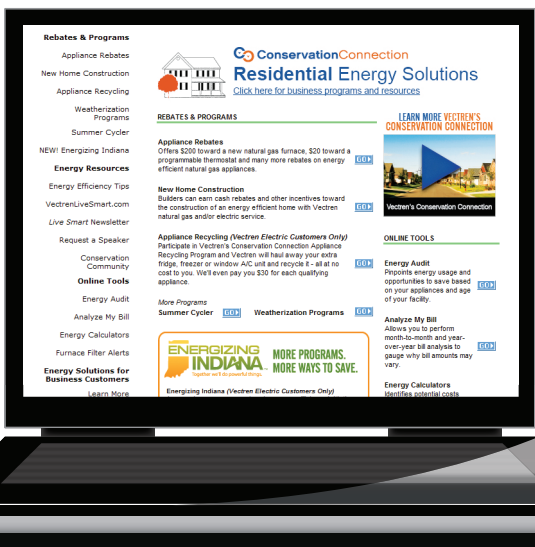 Rebates & Programs
Appliance Rebates
New Home Construction
Appliance Recycling
Weatherization
Programs
Summer Cycler
NEW! Energizing Indiana
Energy Resources
Energy Efficiency Tips
VectrenLiveSmart.com
Live Smart Newsletter
Request a Speaker
Conservation
Community
Online Tools
Energy Audit
Analyze My Bill
Energy Calculators
Furnace Filter Alerts
Energy Solutions for
Business Customers
Learn More
ConservationConnection
Residential Energy Solutions
Click here for business programs and resources
REBATES & PROGRAMS
Appliance Rebates
Offers $200 toward a new natural gas furnace, $20 toward a
programmable thermostat and many more rebates on energy
efficient natural gas appliances.
GO
New Home Construction
Builders can earn cash rebates and other incentives toward
the construction of an energy efficient home with Vectren
natural gas and/or electric service.
GO
Appliance Recycling (Vectren Electric Customers Only)
Participate in Vectren's Conservation Connection Appliance
Recycling Program and Vectren will haul away your extra
fridge, freezer or window A/C unit and recycle it - all at no
cost to you. We'll even pay you $30 for each qualifying
appliance.
GO
More Programs
Summer Cycler GO Weatherization Programs GO
ENERGIZING
INDIANA
Together we'll do powerful things.
MORE PROGRAMS.
MORE WAYS TO SAVE.
Energizing Indiana (Vectren Electric Customers Only)
LEARN MORE VECTREN'S
CONSERVATION CONNECTION
Vectren's Conservation Connection
ONLINE TOOLS
Energy Audit
Pinpoints energy usage and
opportunities to save based
on your appliances and age
of your facility.
GO
Analyze My Bill
Allows you to perform
month-to-month and year-
over-year bill analysis to
gauge why bill amounts may
vary.
GO
Energy Calculators
Identifies potential costs